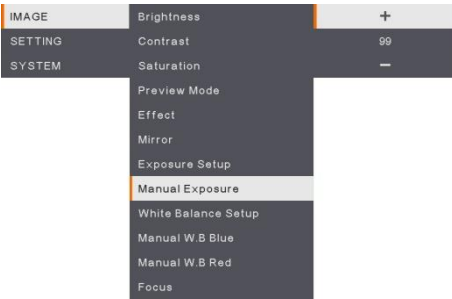 IMAGE
SETTING
SYSTEM
Brightness
Contrast
Saturation
Preview Mode
Effect
Mirror
Exposure Setup
Manual Exposure
White Balance Setup
Manual W.B Blue
Manual W.B Red
Focus
+
99
−